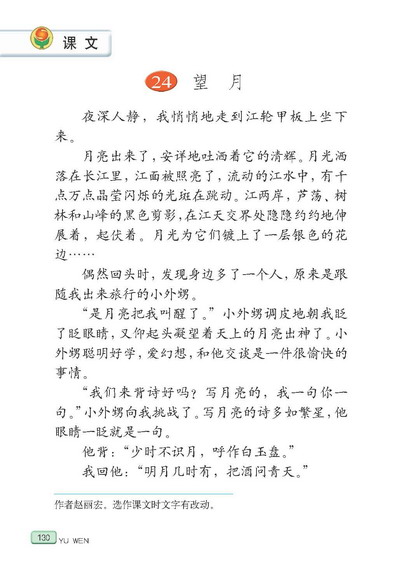 课文
24 望月
夜深人静，我悄悄地走到江轮甲板上坐下
来。
月亮出来了，安详地吐洒着它的清辉。月光洒
落在长江里，江面被照亮了，流动的江水中，有千
点万点晶莹闪烁的光斑在跳动。江两岸，芦荡、树
林和山峰的黑色剪影，在江天交界处隐隐约约地伸
展着，起伏着。月光为它们镀上了一层银色的花
边……
偶然回头时，发现身边多了一个人，原来是跟
随我出来旅行的小外甥。
“是月亮把我叫醒了。”小外甥调皮地朝我眨
了眨眼睛，又仰起头凝望着天上的月亮出神了。小
外甥聪明好学，爱幻想，和他交谈是一件很愉快的
事情。
“我们来背诗好吗？写月亮的，我一句你一
句。”小外甥向我挑战了。写月亮的诗多如繁星，他
眼睛一眨就是一句。
他背：“少时不识月，呼作白玉盘。”
我回他：“明月几时有，把酒问青天。”
作者赵丽宏。选作课文时文字有改动。
130 YU WEN